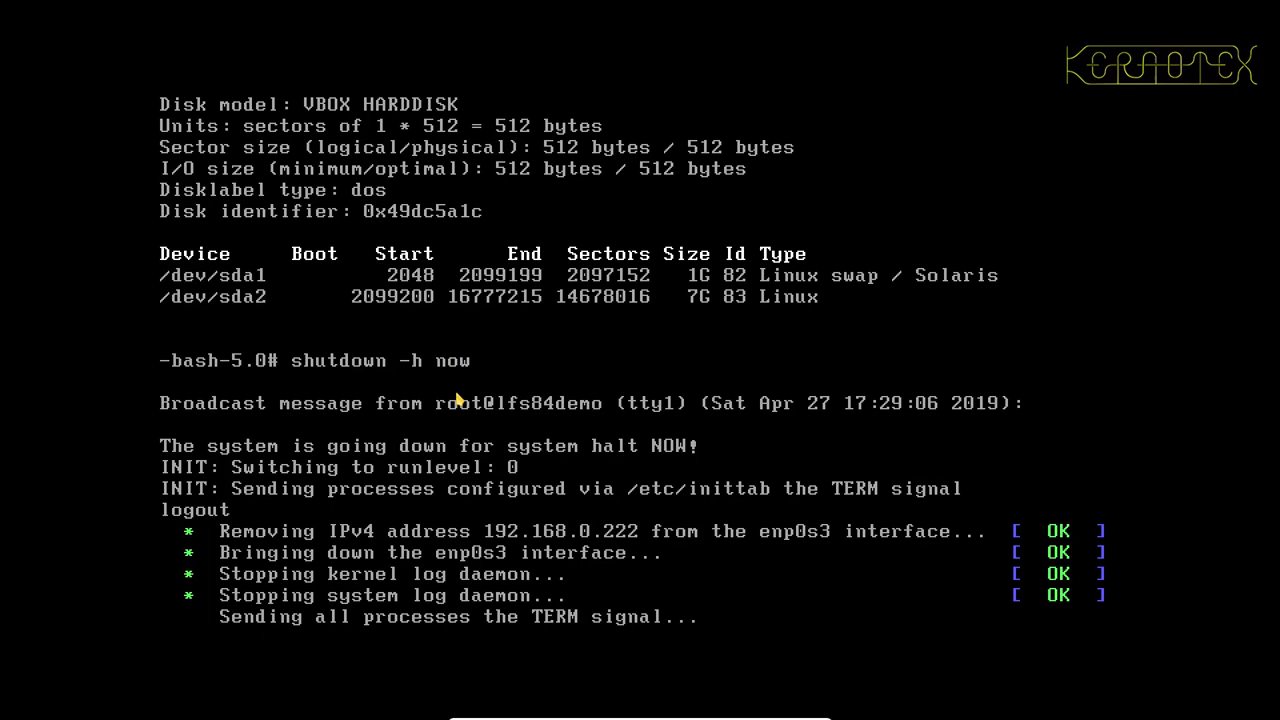 KERNOTEX
Disk model: VBOX HARDDISK
Units: sectors of 1 * 512 = 512 bytes
Sector size (logical/physical): 512 bytes / 512 bytes
I/O size (minimum/optimal): 512 bytes / 512 bytes
Disklabel type: dos
Disk identifier: 0x49dc5a1c
Device     Boot   Start      End  Sectors Size Id Type
/dev/sda1          2048  2099199  2097152   1G 82 Linux swap / Solaris
/dev/sda2       2099200 16777215 14678016   7G 83 Linux
-bash-5.0# shutdown -h now
Broadcast message from root@lfs84demo (tty1) (Sat Apr 27 17:29:06 2019):
The system is going down for system halt NOW!
INIT: Switching to runlevel: 0
INIT: Sending processes configured via /etc/inittab the TERM signal
logout
* Removing IPv4 address 192.168.0.222 from the enp0s3 interface... [ OK ]
* Bringing down the enp0s3 interface... [ OK ]
* Stopping kernel log daemon... [ OK ]
* Stopping system log daemon... [ OK ]
Sending all processes the TERM signal...